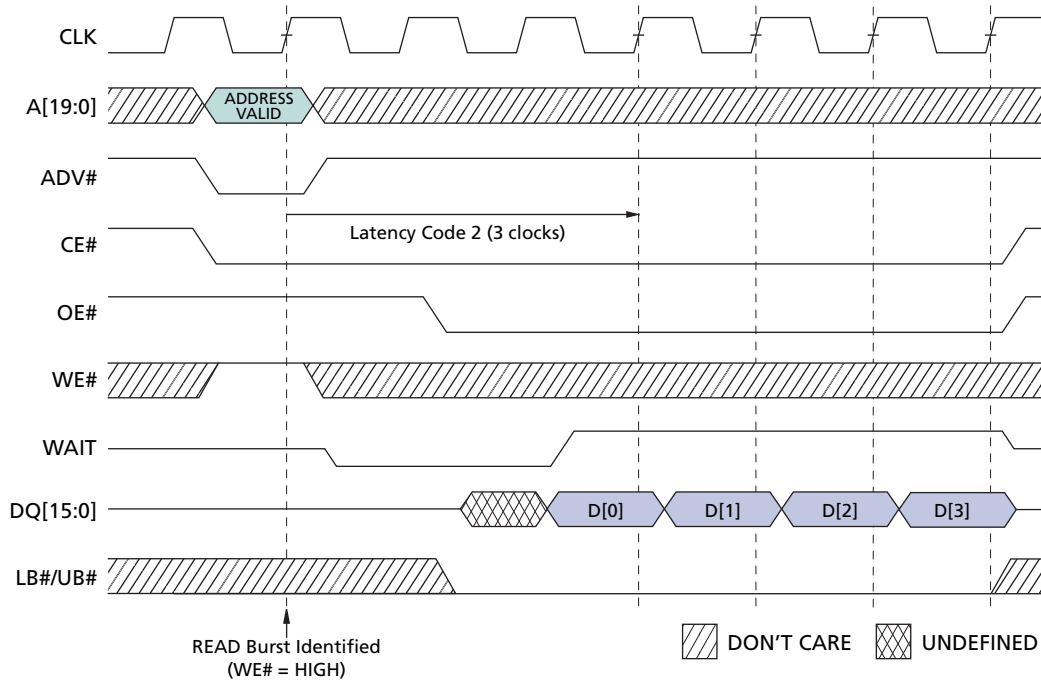 CLK
A[19:0]
ADDRESS
VALID
ADV#
Latency Code 2 (3 clocks)
CE#
OE#
WE#
WAIT
DQ[15:0]
D[0]
D[1]
D[2]
D[3]
LB#/UB#
READ Burst Identified
(WE# = HIGH)
DON'T CARE
UNDEFINED